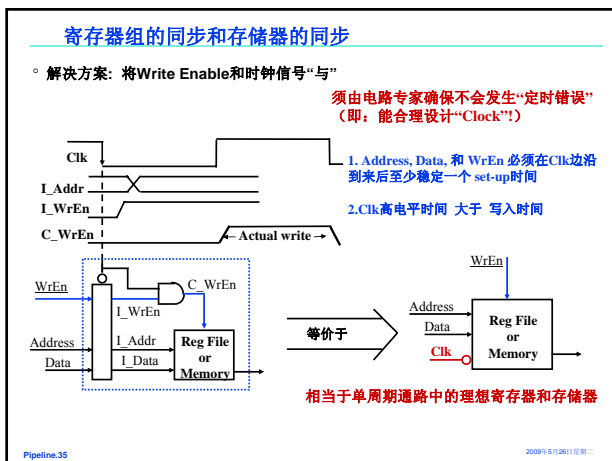 寄存器组的同步和存储器的同步
° 解决方案: 将Write Enable和时钟信号“与”
须由电路专家确保不会发生“定时错误”
（即：能合理设计“Clock”!）
Clk
I_Addr
I_WrEn
C_WrEn
Actual write
1. Address, Data, 和 WrEn 必须在Clk边沿
到来后至少稳定一个 set-up时间
2.Clk高电平时间 大于 写入时间
WrEn
C_WrEn
I_WrEn
Address
I_Addr
Data
I_Data
Reg File
or
Memory
等价于
WrEn
Address
Data
Clk
Reg File
or
Memory
相当于单周期通路中的理想寄存器和存储器
Pipeline.35
2009年5月26日星期二